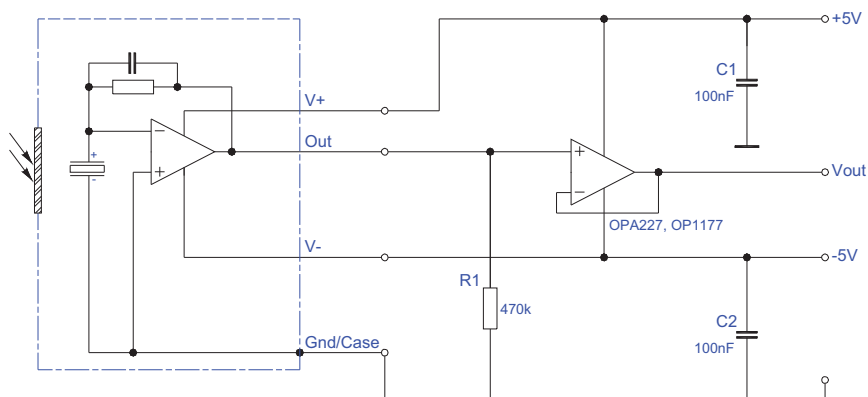 +5V
C1
100nF
V+
Out
+
-
−
+
+
−
Vout
OPA227, OP1177
V-
-5V
R1
470k
C2
100nF
Gnd/Case